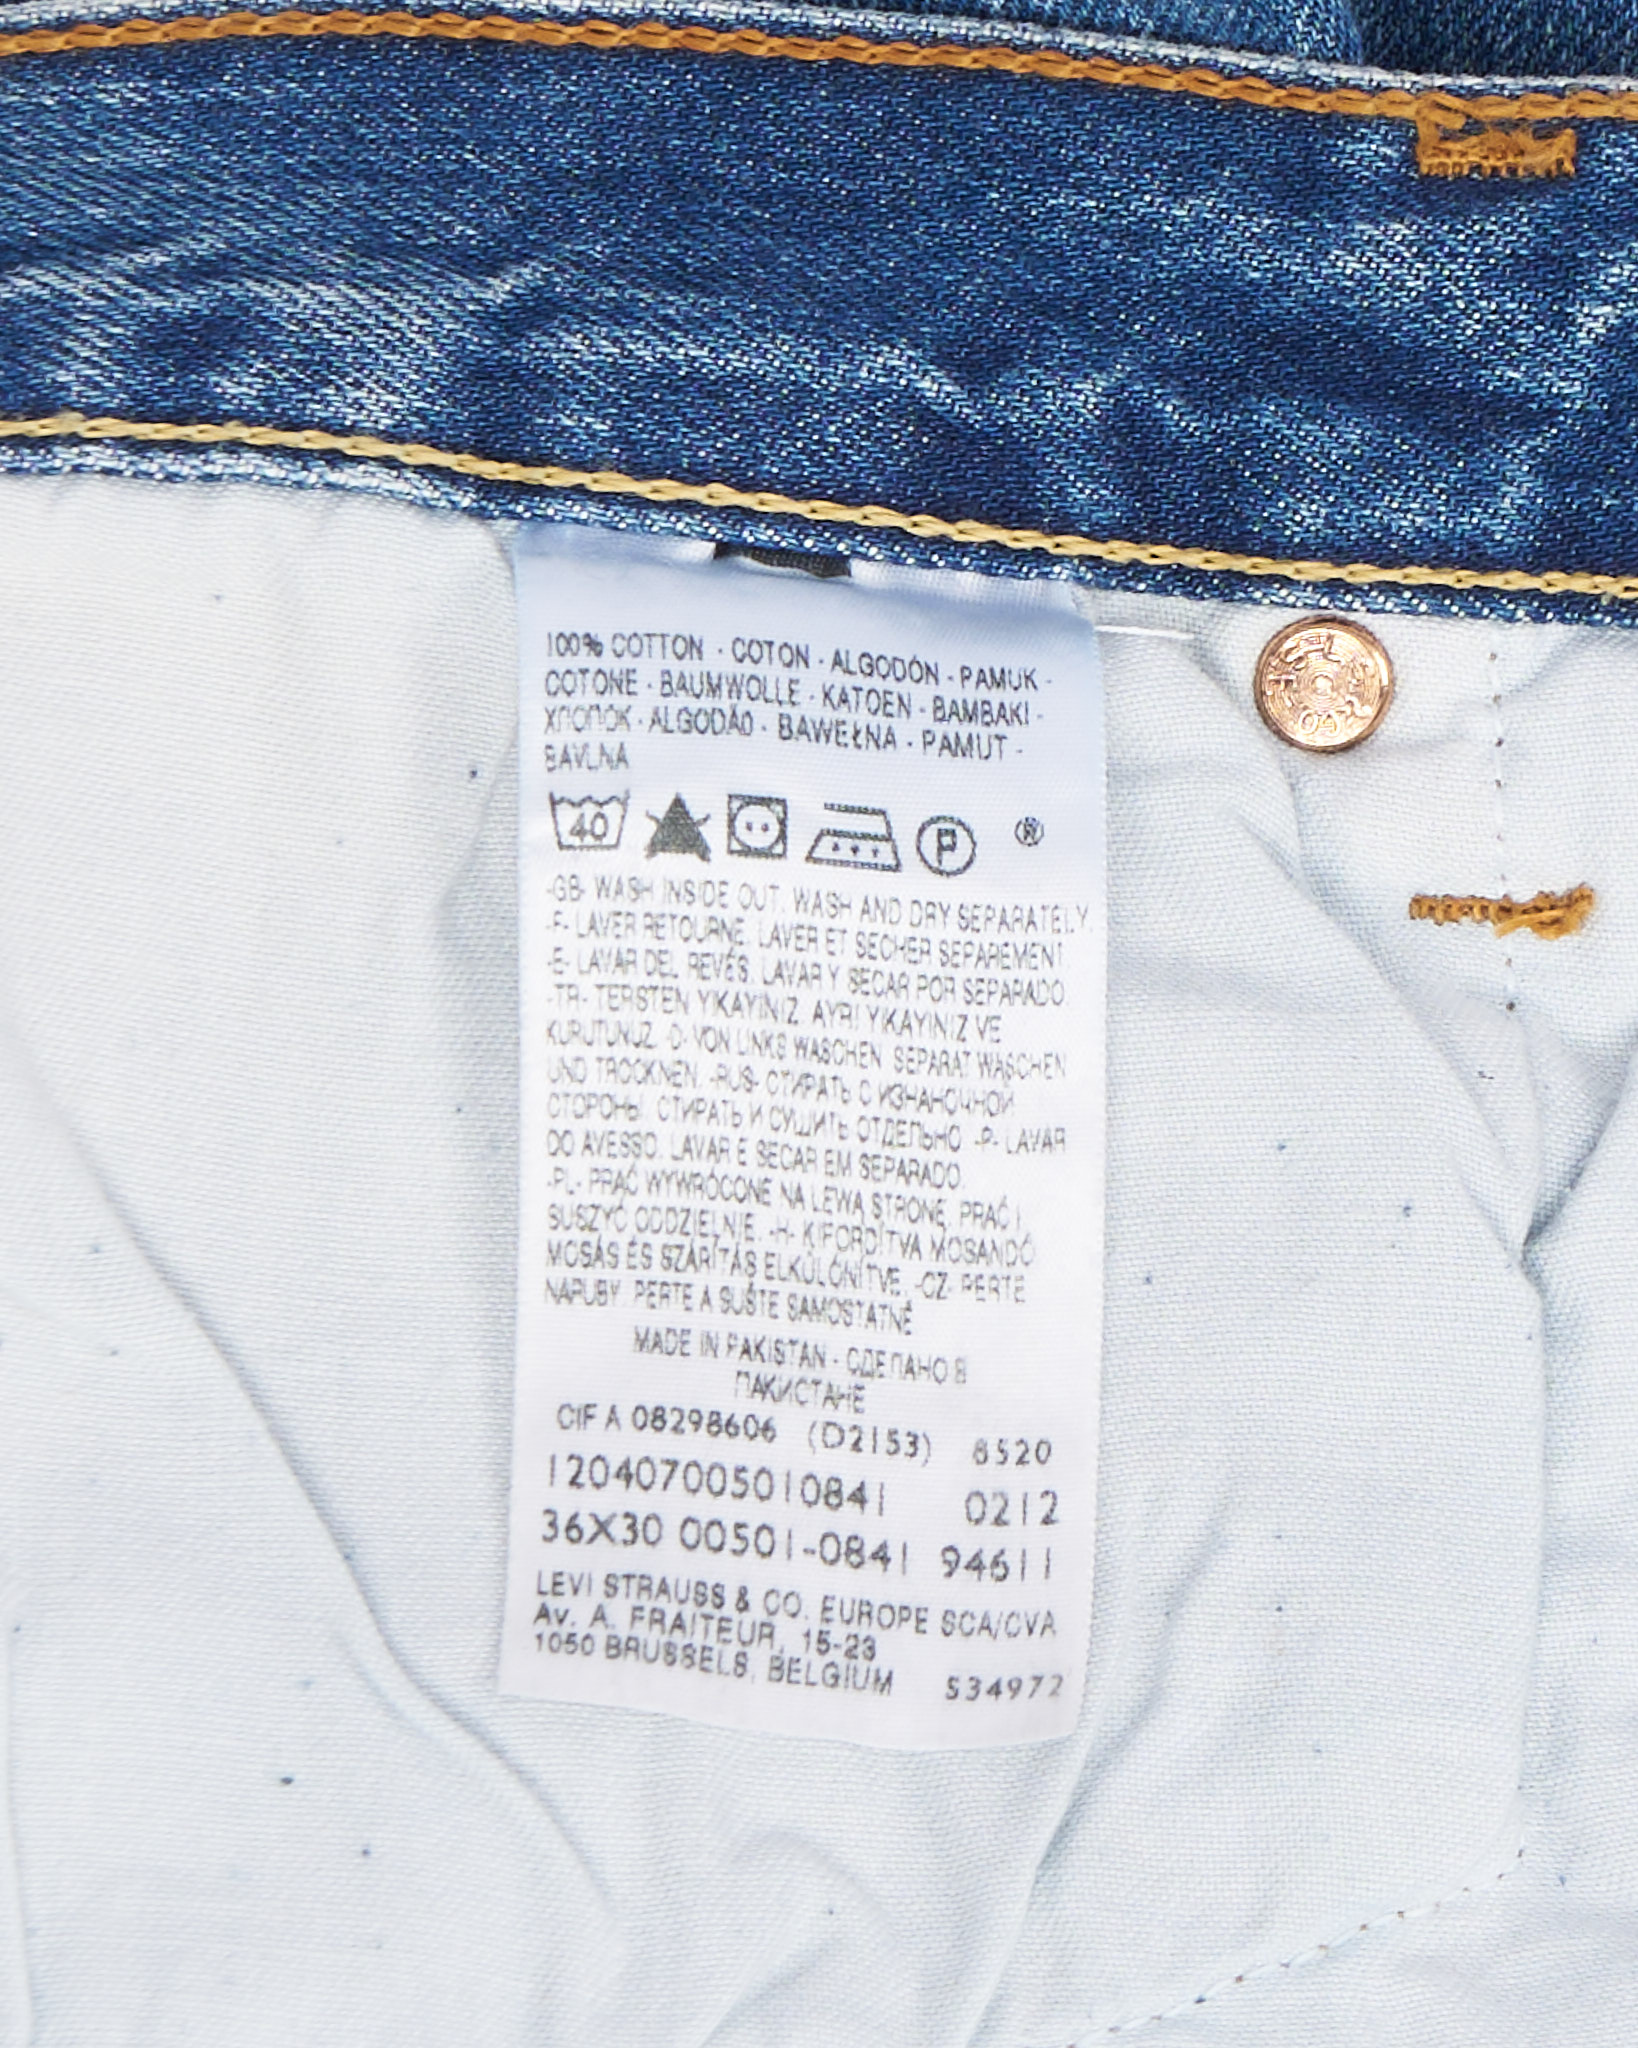 100% COTTON - COTON - ALGODÓN - PAMUK -
COTONE - BAUMWOLLE - KATOEN - BAMBAKI -
ХЛОПОК - ALGODÃO - BAWEŁNA - PAMUT -
BAVLNA
40 P ®
-GB- WASH INSIDE OUT. WASH AND DRY SEPARATELY.
-F- LAVER RETOURNE. LAVER ET SECHER SEPAREMENT.
-E- LAVAR DEL REVÉS. LAVAR Y SECAR POR SEPARADO.
-TR- TERSTEN YIKAYINIZ. AYRI YIKAYINIZ VE
KURUTUNUZ. -D- VON LINKS WASCHEN. SEPARAT WASCHEN
UND TROCKNEN. -RUS- СТИРАТЬ С ИЗНАНОЧНОЙ
СТОРОНЫ. СТИРАТЬ И СУШИТЬ ОТДЕЛЬНО -P- LAVAR
DO AVESSO. LAVAR E SECAR EM SEPARADO.
-PL- PRAĆ WYWRÓCONE NA LEWĄ STRONĘ. PRAĆ I
SUSZYĆ ODDZIELNIE. -H- KIFORDÍTVA MOSANDÓ
MOSÁS ÉS SZÁRÍTÁS ELKÜLÖNÍTVE. -CZ- PERTE
NARUBY. PERTE A SUŠTE SAMOSTATNĚ
MADE IN PAKISTAN - СДЕЛАНО В
ПАКИСТАНЕ
CIF A 08298606 (D2153) 8520
120407005010841 0212
36X30 00501-0841 94611
LEVI STRAUSS & CO. EUROPE SCA/CVA
Av. A. FRAITEUR, 15-23
1050 BRUSSELS, BELGIUM S34972